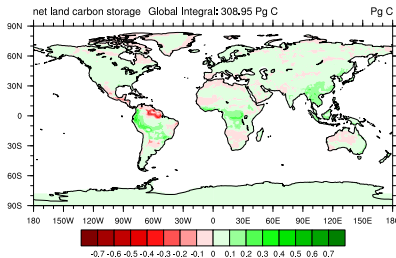 net land carbon storage Global Integral: 308.95 Pg C Pg C
90N
60N
30N
0
30S
60S
90S
180 150W 120W 90W 60W 30W 0 30E 60E 90E 120E 150E 180
-0.7 -0.6 -0.5 -0.4 -0.3 -0.2 -0.1 0 0.1 0.2 0.3 0.4 0.5 0.6 0.7